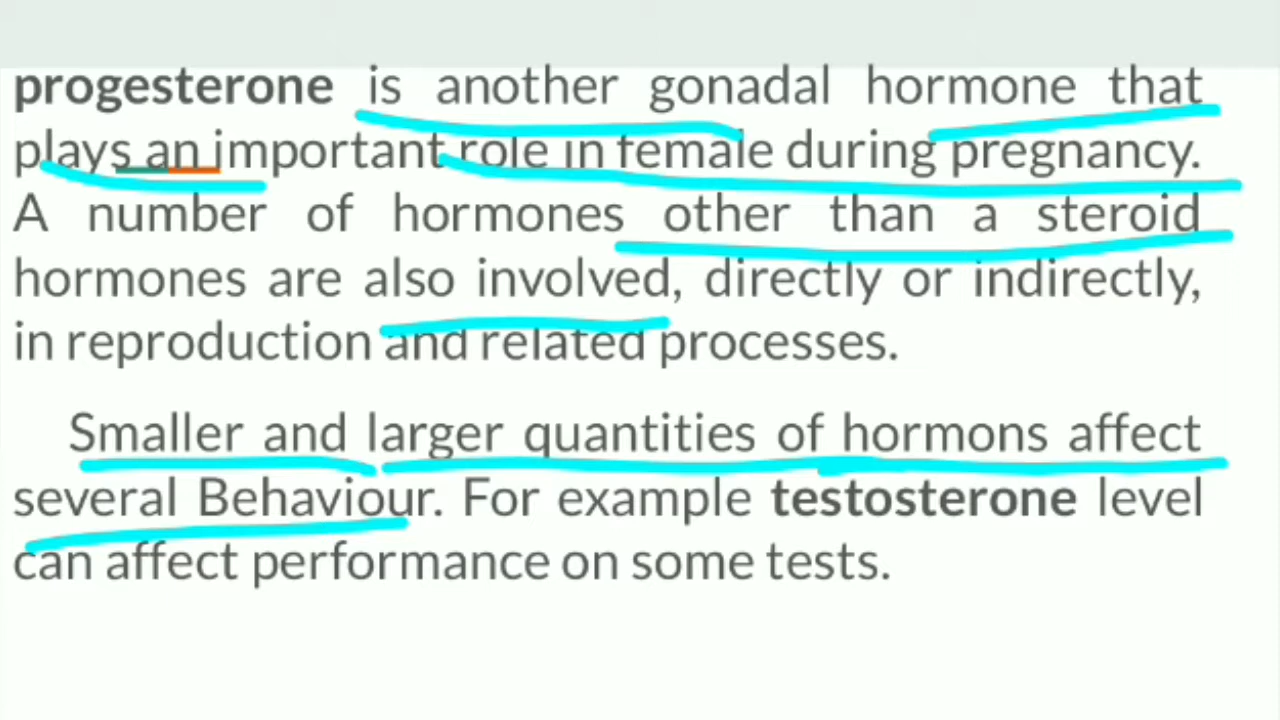 progesterone is another gonadal hormone that
plays an important role in female during pregnancy.
A number of hormones other than a steroid
hormones are also involved, directly or indirectly,
in reproduction and related processes.
Smaller and larger quantities of hormons affect
several Behaviour. For example testosterone level
can affect performance on some tests.